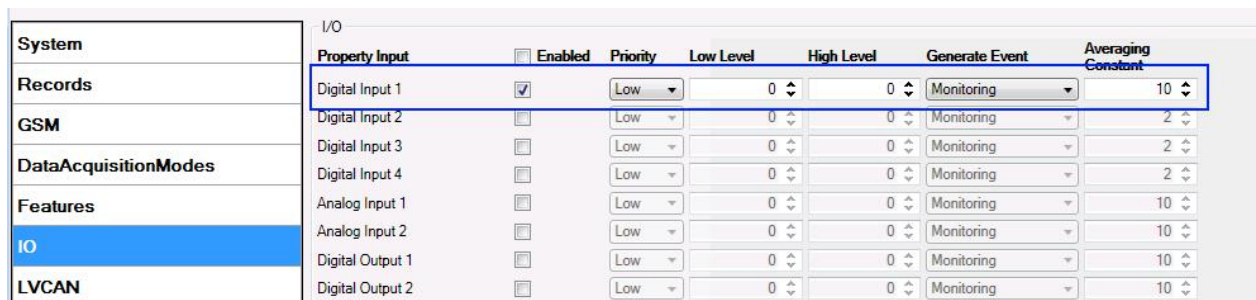 I/O
System
Records
GSM
DataAcquisitionModes
Features
IO
LVCAN
Property Input Enabled Priority Low Level High Level Generate Event Averaging Constant
Digital Input 1 Low 0 0 Monitoring 10
Digital Input 2 Low 0 0 Monitoring 2
Digital Input 3 Low 0 0 Monitoring 2
Digital Input 4 Low 0 0 Monitoring 2
Analog Input 1 Low 0 0 Monitoring 10
Analog Input 2 Low 0 0 Monitoring 10
Digital Output 1 Low 0 0 Monitoring 10
Digital Output 2 Low 0 0 Monitoring 10